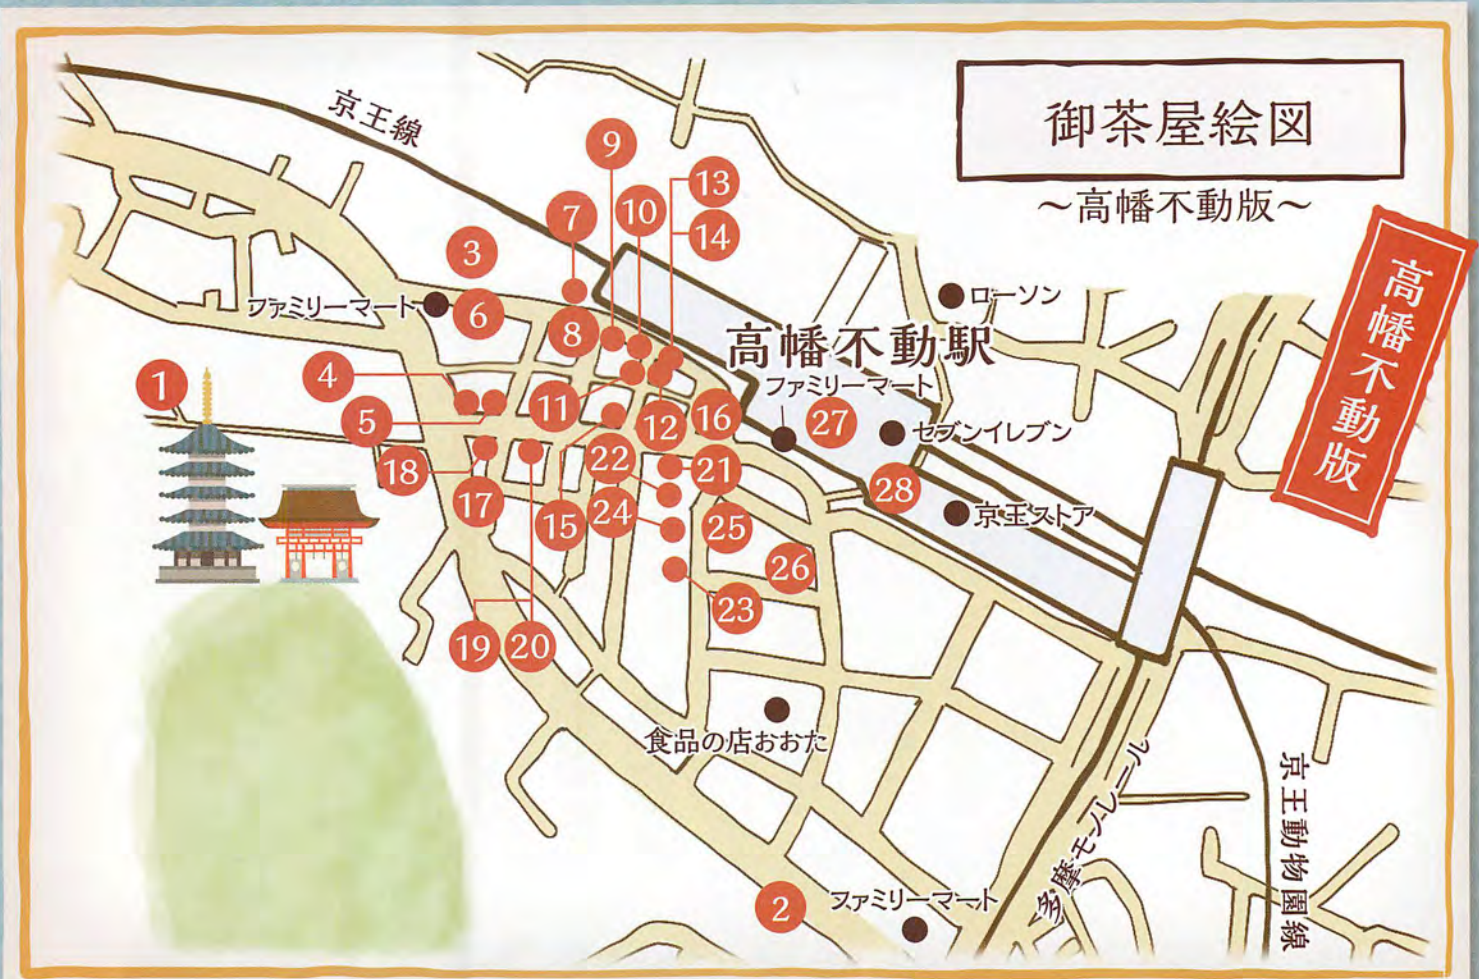 御茶屋絵図
～高幡不動版～
高幡不動版
京王線
9
13
7
10
14
3
ローソン
ファミリーマート
6
8
高幡不動駅
1
4
ファミリーマート
5
11
12
16
27
セブンイレブン
18
22
21
17
15
24
25
28
京王ストア
26
23
19
20
食品の店おおた
多摩モノレール
京王動物園線
2
ファミリーマート